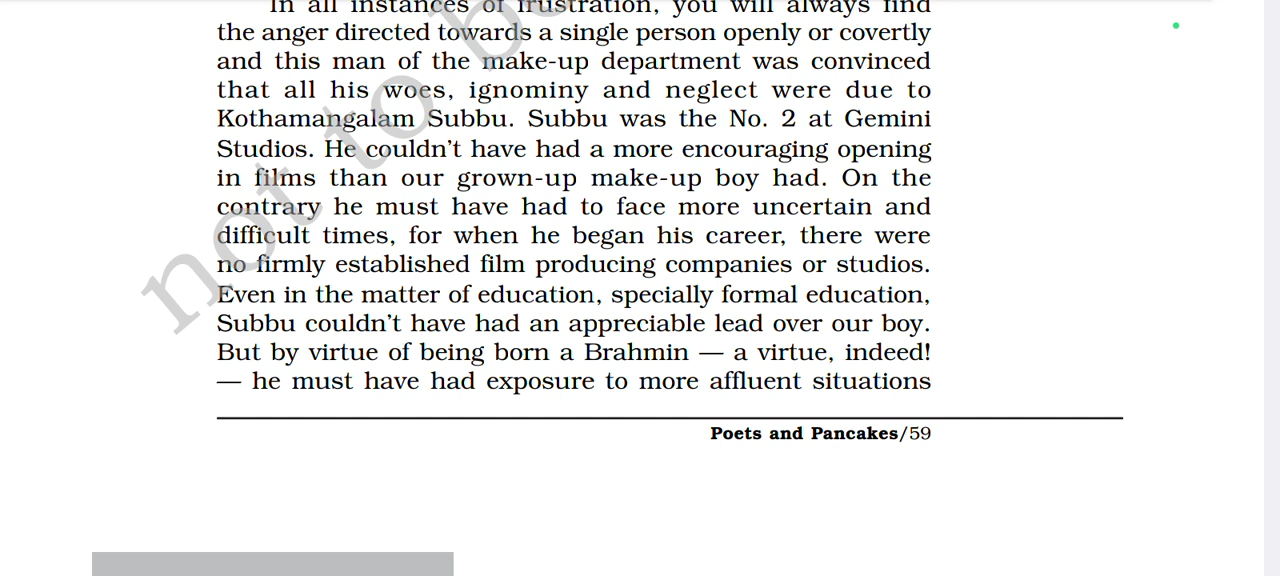 In all instances of frustration, you will always find
the anger directed towards a single person openly or covertly
and this man of the make-up department was convinced
that all his woes, ignominy and neglect were due to
Kothamangalam Subbu. Subbu was the No. 2 at Gemini
Studios. He couldn’t have had a more encouraging opening
in films than our grown-up make-up boy had. On the
contrary he must have had to face more uncertain and
difficult times, for when he began his career, there were
no firmly established film producing companies or studios.
Even in the matter of education, specially formal education,
Subbu couldn’t have had an appreciable lead over our boy.
But by virtue of being born a Brahmin — a virtue, indeed!
— he must have had exposure to more affluent situations
Poets and Pancakes/59
not to b